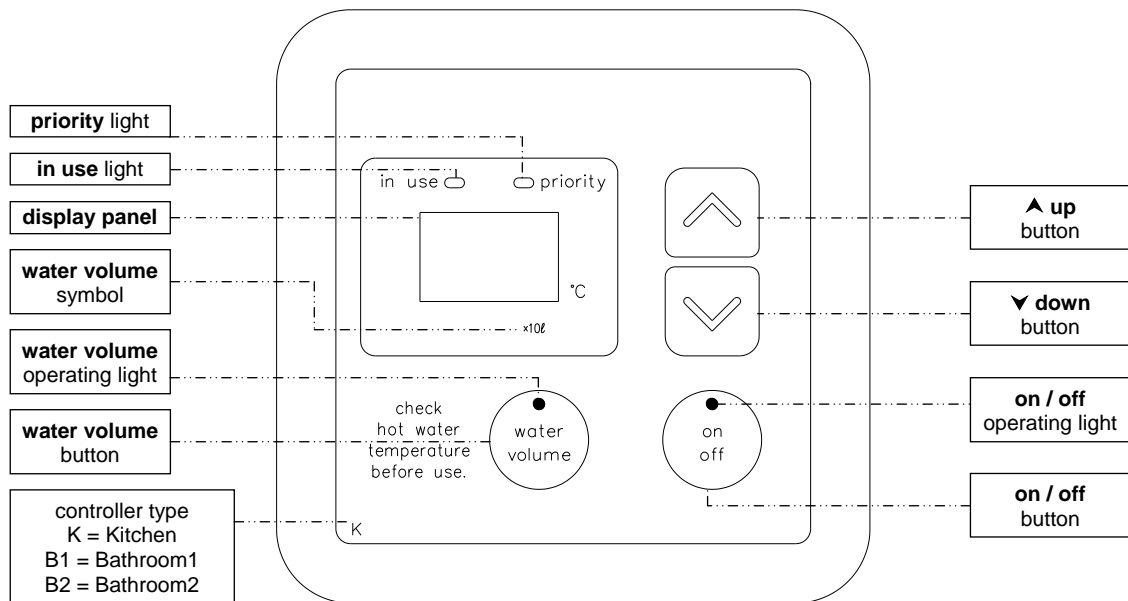 priority light
in use light
display panel
water volume
symbol
water volume
operating light
water volume
button
controller type
K = Kitchen
B1 = Bathroom1
B2 = Bathroom2
in use
priority
°C
×10ℓ
check
hot water
temperature
before use.
water
volume
on
off
K
⮝ up
button
⮟ down
button
on / off
operating light
on / off
button